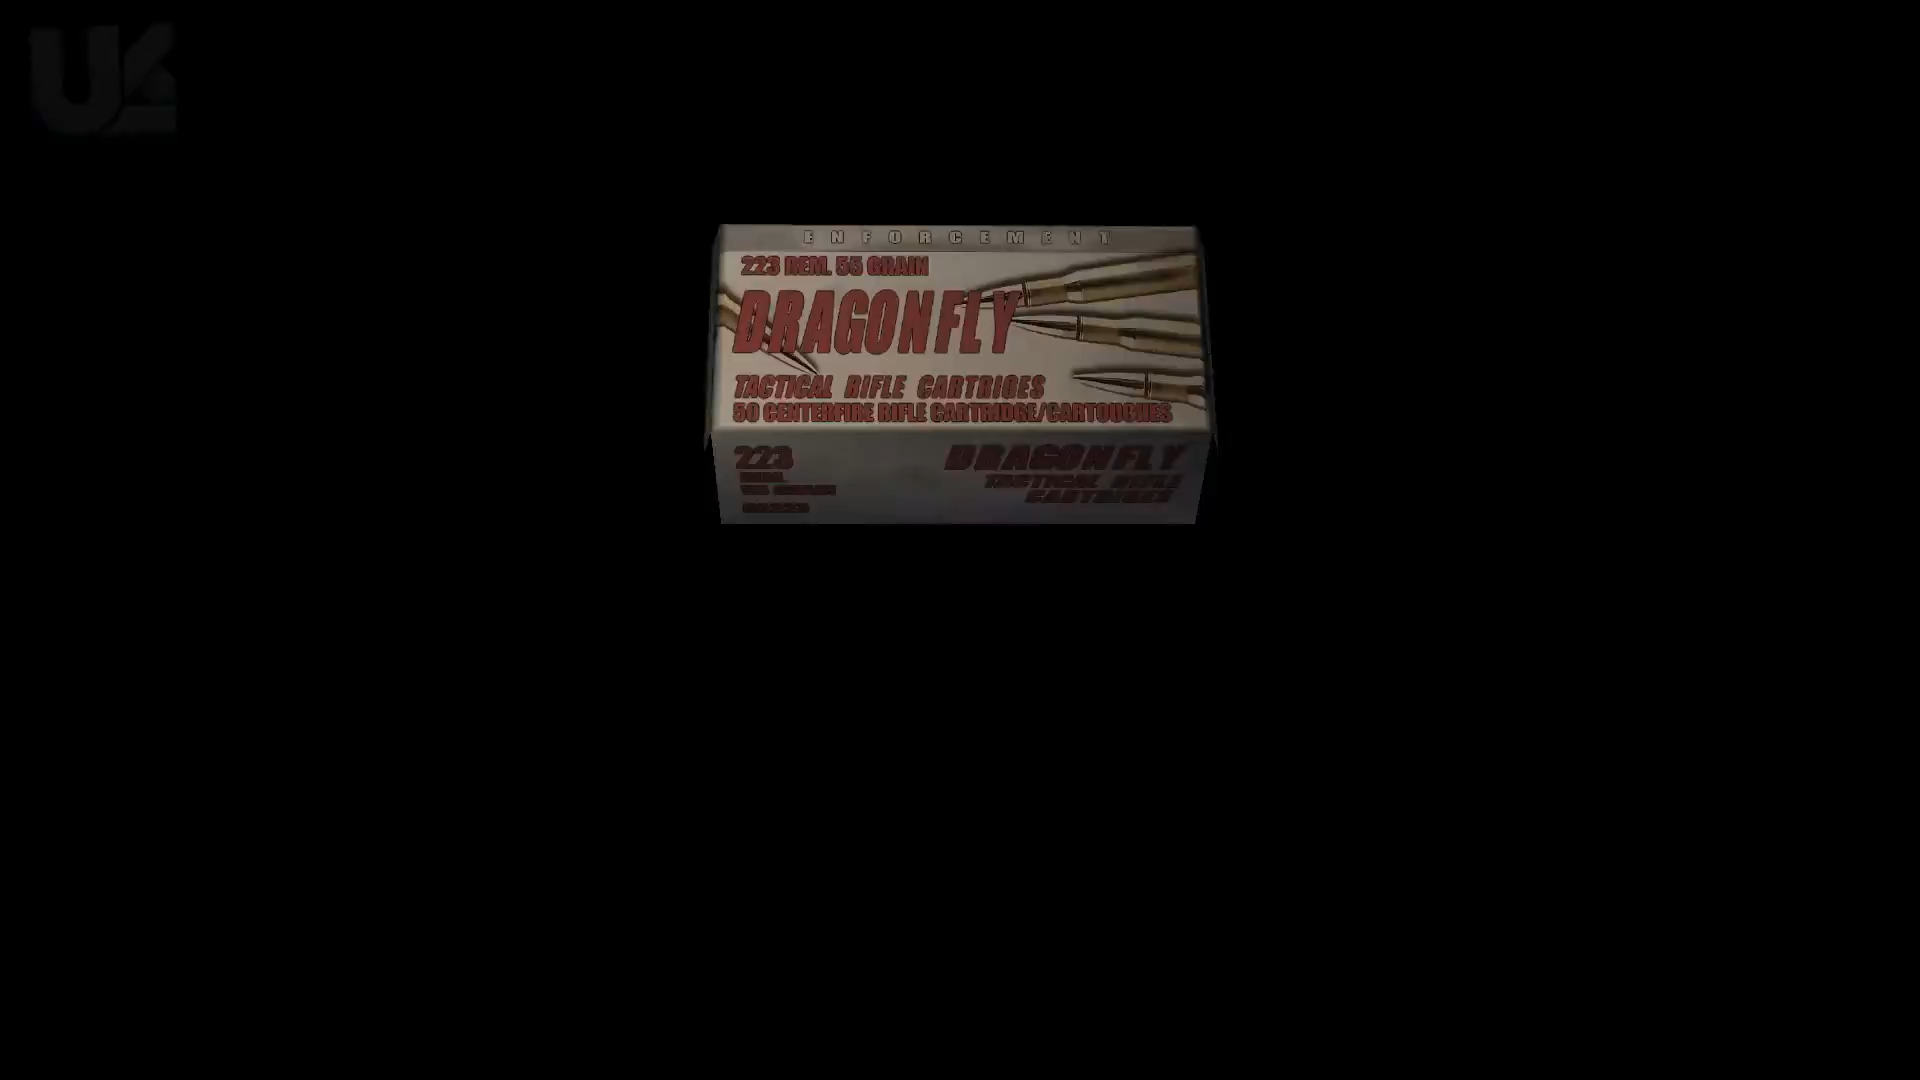 UK
ENFORCEMENT
223 REM. 55 GRAIN
DRAGONFLY
TACTICAL RIFLE CARTRIGES
50 CENTERFIRE RIFLE CARTRIDGE/CARTOUCHES
223
DRAGONFLY
TACTICAL RIFLE
CARTRIGES